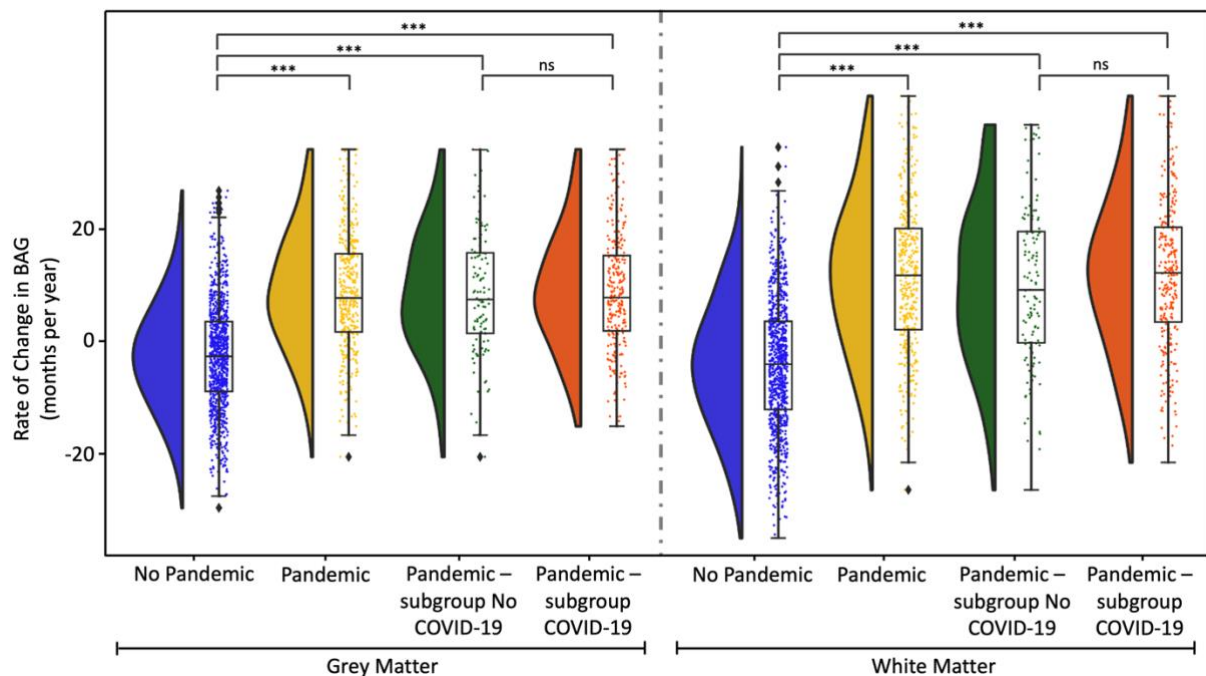 ***
***
***
ns
***
***
***
ns
Rate of Change in BAG
(months per year)
20
0
-20
No Pandemic
Pandemic
Pandemic –
subgroup No
COVID-19
Pandemic –
subgroup
COVID-19
No Pandemic
Pandemic
Pandemic –
subgroup No
COVID-19
Pandemic –
subgroup
COVID-19
Grey Matter
White Matter